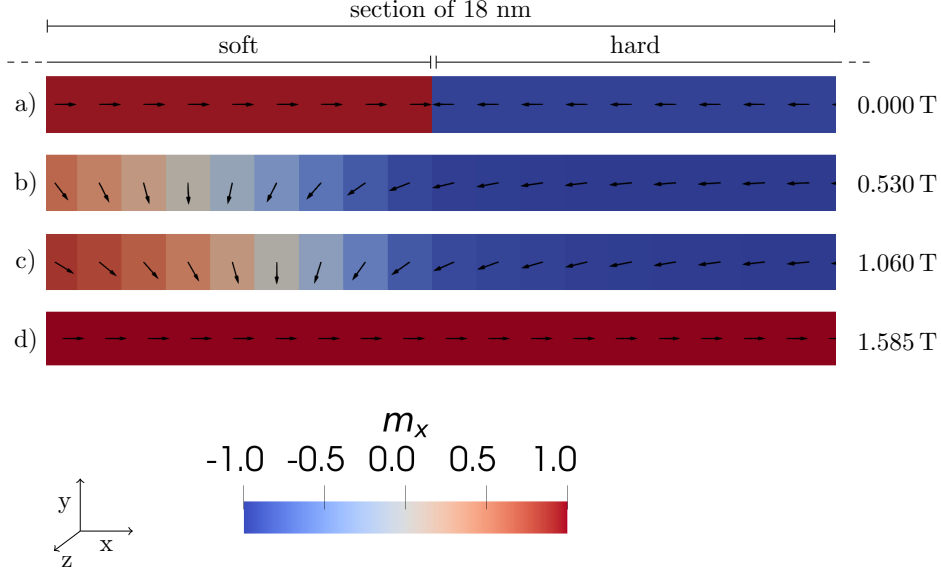 section of 18 nm
soft hard
a) 0.000 T
b) 0.530 T
c) 1.060 T
d) 1.585 T
mₓ
-1.0 -0.5 0.0 0.5 1.0
y
x
z